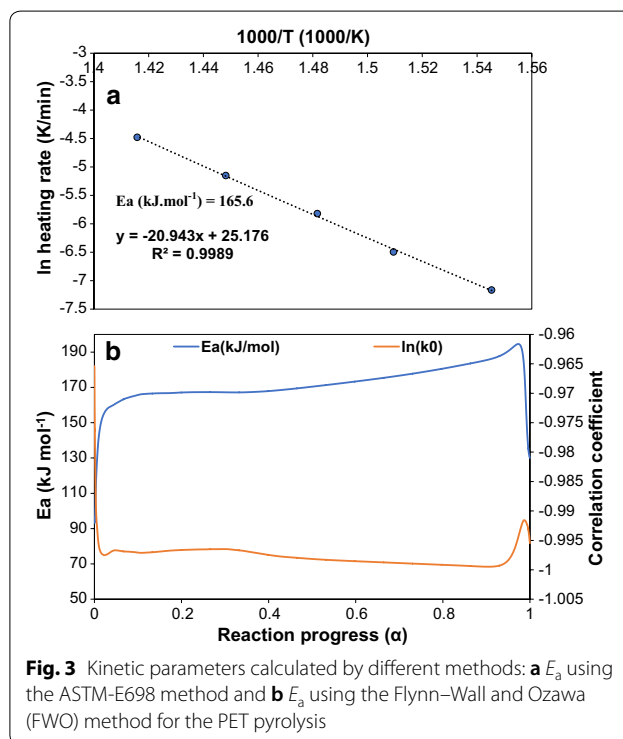 1000/T (1000/K)
1.4 1.42 1.44 1.46 1.48 1.5 1.52 1.54 1.56
-3
-3.5
-4
-4.5
-5
-5.5
-6
-6.5
-7
-7.5
ln heating rate (K/min)
a
Ea (kJ.mol⁻¹) = 165.6
y = -20.943x + 25.176
R² = 0.9989
b
Ea(kJ/mol) ln(k0)
190
170
150
130
110
90
70
50
Ea (kJ mol⁻¹)
-0.96
-0.965
-0.97
-0.975
-0.98
-0.985
-0.99
-0.995
-1
-1.005
Correlation coefficient
0 0.2 0.4 0.6 0.8 1
Reaction progress (α)
Fig. 3 Kinetic parameters calculated by different methods: a Eₐ using
the ASTM-E698 method and b Eₐ using the Flynn–Wall and Ozawa
(FWO) method for the PET pyrolysis